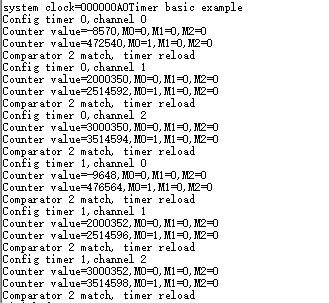 system clock=000000A0Timer basic example
Config timer 0,channel 0
Counter value=-8570,M0=0,M1=0,M2=0
Counter value=472540,M0=1,M1=0,M2=0
Comparator 2 match, timer reload
Config timer 0,channel 1
Counter value=2000350,M0=0,M1=0,M2=0
Counter value=2514592,M0=1,M1=0,M2=0
Comparator 2 match, timer reload
Config timer 0,channel 2
Counter value=3000350,M0=0,M1=0,M2=0
Counter value=3514594,M0=1,M1=0,M2=0
Comparator 2 match, timer reload
Config timer 1,channel 0
Counter value=-9648,M0=0,M1=0,M2=0
Counter value=476564,M0=1,M1=0,M2=0
Comparator 2 match, timer reload
Config timer 1,channel 1
Counter value=2000352,M0=0,M1=0,M2=0
Counter value=2514596,M0=1,M1=0,M2=0
Comparator 2 match, timer reload
Config timer 1,channel 2
Counter value=3000352,M0=0,M1=0,M2=0
Counter value=3514598,M0=1,M1=0,M2=0
Comparator 2 match, timer reload